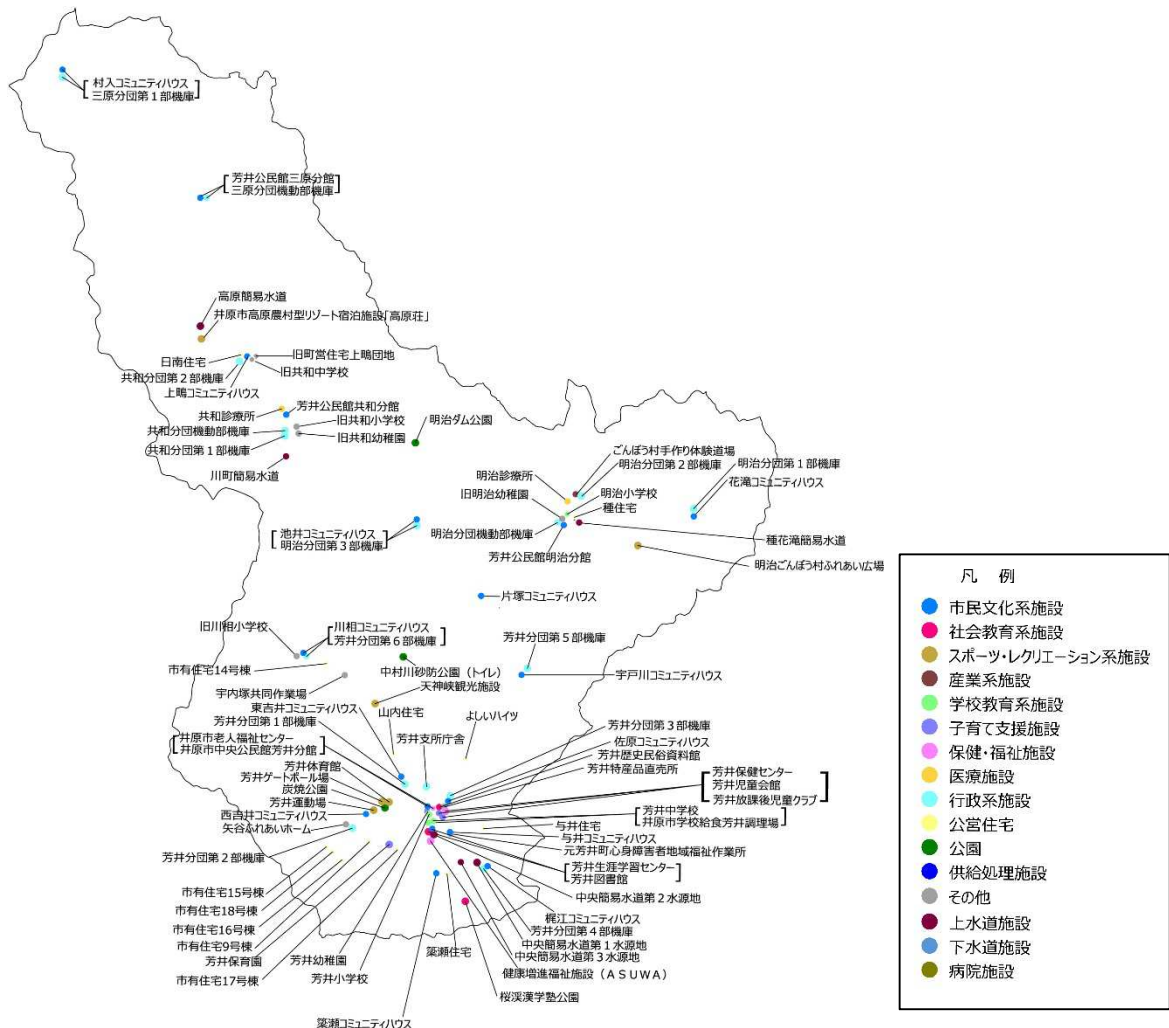 村入コミュニティハウス
三原分団第１部機庫
芳井公民館三原分館
三原分団機動部機庫
高原簡易水道
井原市高原農村型リゾート宿泊施設「高原荘」
日南住宅
旧町営住宅上鴫団地
共和分団第２部機庫
旧共和中学校
上鴫コミュニティハウス
共和診療所
芳井公民館共和分館
旧共和小学校
共和分団機動部機庫
旧共和幼稚園
共和分団第１部機庫
川町簡易水道
明治ダム公園
ごんぼう村手作り体験道場
明治診療所
明治分団第２部機庫
明治分団第１部機庫
花滝コミュニティハウス
旧明治幼稚園
明治小学校
種住宅
明治分団機動部機庫
芳井公民館明治分館
種花滝簡易水道
明治ごんぼう村ふれあい広場
池井コミュニティハウス
明治分団第３部機庫
片塚コミュニティハウス
旧川相小学校
川相コミュニティハウス
芳井分団第６部機庫
芳井分団第５部機庫
市有住宅14号棟
中村川砂防公園（トイレ）
宇戸川コミュニティハウス
宇内塚共同作業場
天神峡観光施設
東吉井コミュニティハウス
山内住宅
よしいハイツ
芳井分団第１部機庫
芳井支所庁舎
芳井分団第３部機庫
井原市老人福祉センター
井原市中央公民館芳井分館
佐原コミュニティハウス
芳井歴史民俗資料館
芳井特産品直売所
芳井体育館
芳井ゲートボール場
炭焼公園
芳井運動場
西吉井コミュニティハウス
矢谷ふれあいホーム
芳井分団第２部機庫
芳井保健センター
芳井児童会館
芳井放課後児童クラブ
芳井中学校
井原市学校給食芳井調理場
与井住宅
与井コミュニティハウス
元芳井町心身障害者地域福祉作業所
芳井生涯学習センター
芳井図書館
中央簡易水道第２水源地
梶江コミュニティハウス
芳井分団第４部機庫
中央簡易水道第１水源地
中央簡易水道第３水源地
健康増進福祉施設（ＡＳＵＷＡ）
桜渓漢学塾公園
市有住宅15号棟
市有住宅18号棟
市有住宅16号棟
市有住宅9号棟
芳井保育園
市有住宅17号棟
芳井幼稚園
芳井小学校
簗瀬住宅
簗瀬コミュニティハウス
凡　例
市民文化系施設
社会教育系施設
スポーツ・レクリエーション系施設
産業系施設
学校教育系施設
子育て支援施設
保健・福祉施設
医療施設
行政系施設
公営住宅
公園
供給処理施設
その他
上水道施設
下水道施設
病院施設